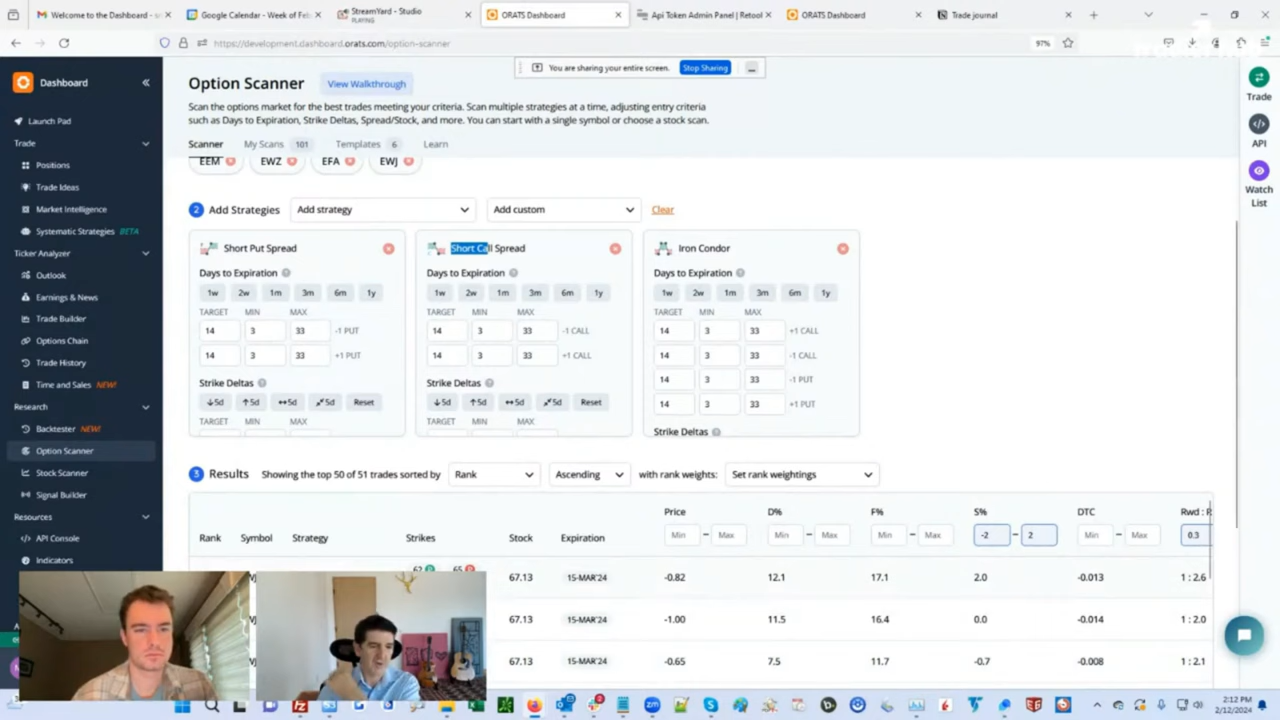 Welcome to the Dashboard - 
Google Calendar - Week of Feb
StreamYard - Studio
PLAYING
ORATS Dashboard
Api Token Admin Panel | Retool
ORATS Dashboard
Trade journal
https://development.dashboard.orats.com/option-scanner
97%
You are sharing your entire screen.
Stop Sharing
Dashboard
Launch Pad
Trade
Positions
Trade Ideas
Market Intelligence
Systematic Strategies BETA
Ticker Analyzer
Outlook
Earnings & News
Trade Builder
Options Chain
Trade History
Time and Sales NEW!
Research
Backtester NEW!
Option Scanner
Stock Scanner
Signal Builder
Resources
API Console
Indicators
Option Scanner
View Walkthrough
Scan the options market for the best trades meeting your criteria. Scan multiple strategies at a time, adjusting entry criteria
such as Days to Expiration, Strike Deltas, Spread/Stock, and more. You can start with a single symbol or choose a stock scan.
Scanner
My Scans 101
Templates 6
Learn
EEM
EWZ
EFA
EWJ
2 Add Strategies
Add strategy
Add custom
Clear
Short Put Spread
Days to Expiration ?
1w 2w 1m 3m 6m 1y
TARGET MIN MAX
14 3 33 -1 PUT
14 3 33 +1 PUT
Strike Deltas ?
↓5d ↑5d ↔5d 5d Reset
TARGET MIN MAX
Short Call Spread
Days to Expiration ?
1w 2w 1m 3m 6m 1y
TARGET MIN MAX
14 3 33 -1 CALL
14 3 33 +1 CALL
Strike Deltas ?
↓5d ↑5d ↔5d 5d Reset
TARGET MIN MAX
Iron Condor
Days to Expiration ?
1w 2w 1m 3m 6m 1y
TARGET MIN MAX
14 3 33 +1 CALL
14 3 33 -1 CALL
14 3 33 -1 PUT
14 3 33 +1 PUT
Strike Deltas ?
3 Results Showing the top 50 of 51 trades sorted by Rank Ascending with rank weights: Set rank weightings
Rank Symbol Strategy Strikes Stock Expiration Price D% F% S% DTC Rwd :
Min – Max Min – Max Min – Max -2 – 2 Min – Max 0.3
62 65
67.13 15-MAR'24 -0.82 12.1 17.1 2.0 -0.013 1 : 2.6
67.13 15-MAR'24 -1.00 11.5 16.4 0.0 -0.014 1 : 2.0
67.13 15-MAR'24 -0.65 7.5 11.7 -0.7 -0.008 1 : 2.1
Trade
API
Watch
List
2:12 PM
2/12/2024